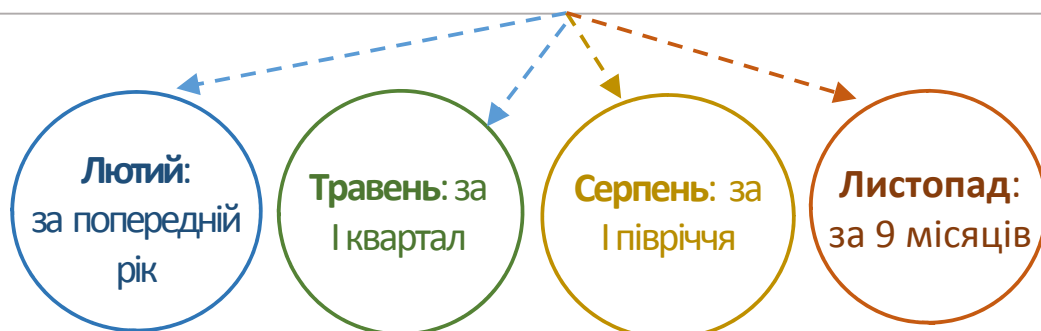 Лютий:
за попередній
рік
Травень: за
І квартал
Серпень: за
І півріччя
Листопад:
за 9 місяців